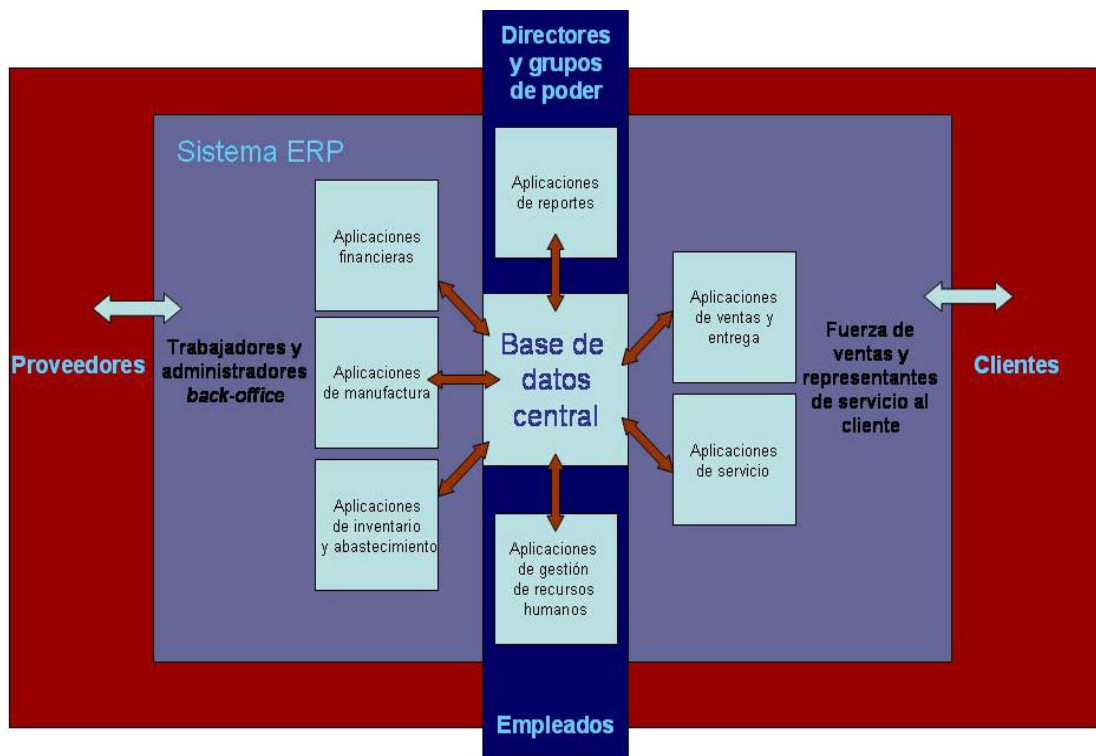 Directores
y grupos
de poder
Sistema ERP
Aplicaciones
de reportes
Aplicaciones
financieras
Aplicaciones
de ventas y
entrega
Base de
datos
central
Proveedores
Trabajadores y
administradores
back-office
Aplicaciones
de manufactura
Fuerza de
ventas y
representantes
de servicio al
cliente
Clientes
Aplicaciones
de servicio
Aplicaciones
de inventario
y abastecimiento
Aplicaciones
de gestión
de recursos
humanos
Empleados